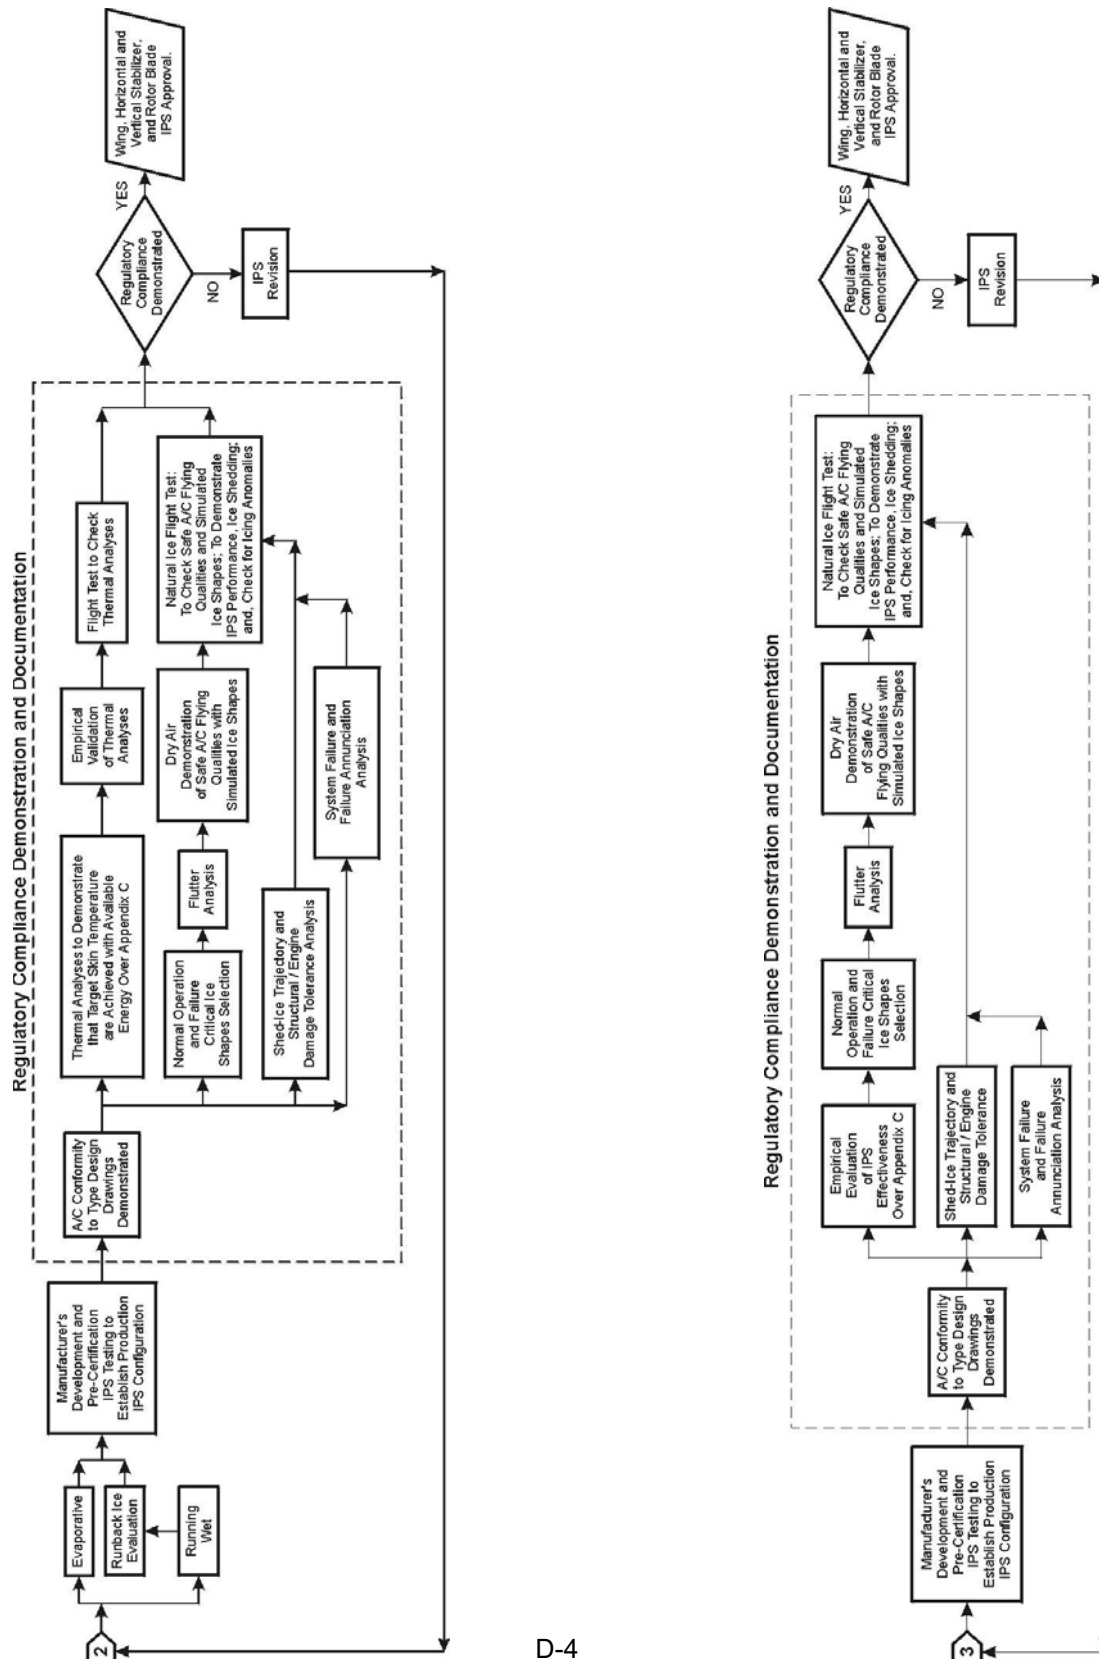 Regulatory Compliance Demonstration and Documentation
2
Evaporative
Runback Ice
Evaluation
Running
Wet
Manufacturer's
Development and
Pre-Certification
IPS Testing to
Establish Production
IPS Configuration
A/C Conformity
to Type Design
Drawings
Demonstrated
Thermal Analyses to Demonstrate
that Target Skin Temperature
are Achieved with Available
Energy Over Appendix C
Empirical
Validation
of Thermal
Analyses
Flight Test to Check
Thermal Analyses
Normal Operation
and Failure
Critical Ice
Shapes Selection
Flutter
Analysis
Dry Air
Demonstration
of Safe A/C Flying
Qualities with
Simulated Ice Shapes
Natural Ice Flight Test:
To Check Safe A/C Flying
Qualities and Simulated
Ice Shapes; To Demonstrate
IPS Performance, Ice Shedding;
and, Check for Icing Anomalies
Shed-Ice Trajectory and
Structural / Engine
Damage Tolerance Analysis
System Failure and
Failure Annunciation
Analysis
Regulatory
Compliance
Demonstrated
YES
NO
IPS
Revision
Wing, Horizontal and
Vertical Stabilizer,
and Rotor Blade
IPS Approval.
D-4
Regulatory Compliance Demonstration and Documentation
3
Manufacturer's
Development and
Pre-Certification
IPS Testing to
Establish Production
IPS Configuration
A/C Conformity
to Type Design
Drawings
Demonstrated
Empirical
Evaluation
of IPS
Effectiveness
Over Appendix C
Normal
Operation and
Failure Critical
Ice Shapes
Selection
Flutter
Analysis
Dry Air
Demonstration
of Safe A/C
Flying Qualities with
Simulated Ice Shapes
Natural Ice Flight Test:
To Check Safe A/C Flying
Qualities and Simulated
Ice Shapes; To Demonstrate
IPS Performance, Ice Shedding;
and, Check for Icing Anomalies
Shed-Ice Trajectory and
Structural / Engine
Damage Tolerance
System Failure
and Failure
Annunciation Analysis
Regulatory
Compliance
Demonstrated
YES
NO
IPS
Revision
Wing, Horizontal and
Vertical Stabilizer,
and Rotor Blade
IPS Approval.